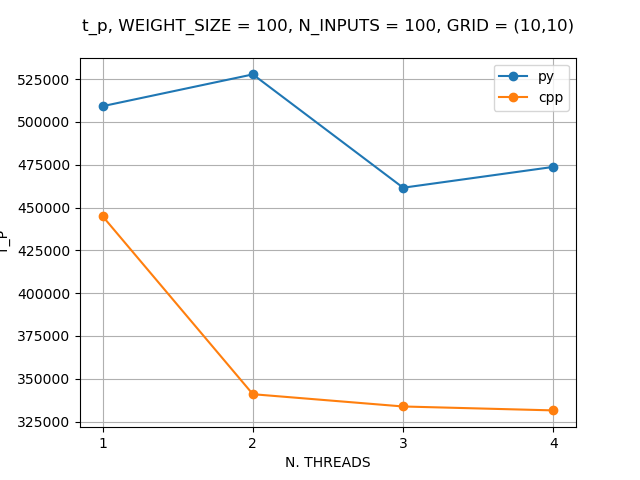 t_p, WEIGHT_SIZE = 100, N_INPUTS = 100, GRID = (10,10)
py
cpp
525000
500000
475000
450000
425000
400000
375000
350000
325000
1 2 3 4
N. THREADS